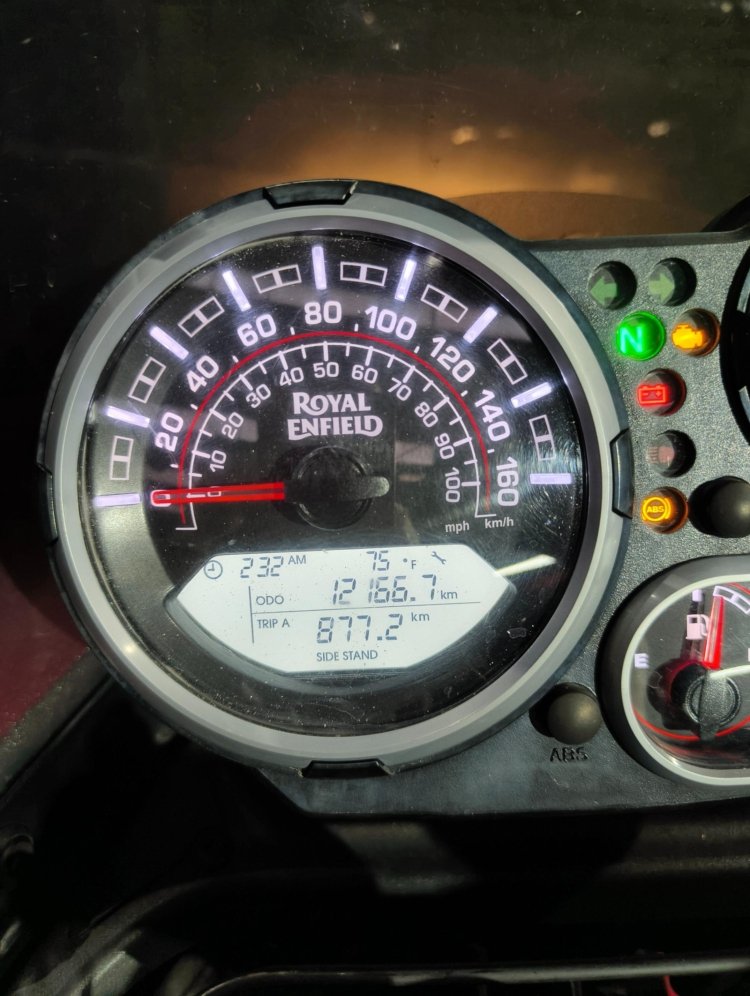 0 20 40 60 80 100 120 140 160
10 20 30 40 50 60 70 80 90 100
ROYAL
ENFIELD
mph km/h
2 32 AM 75 °F
ODO 12166.7 km
TRIP A 877.2 km
SIDE STAND
N
ABS
ABS
E